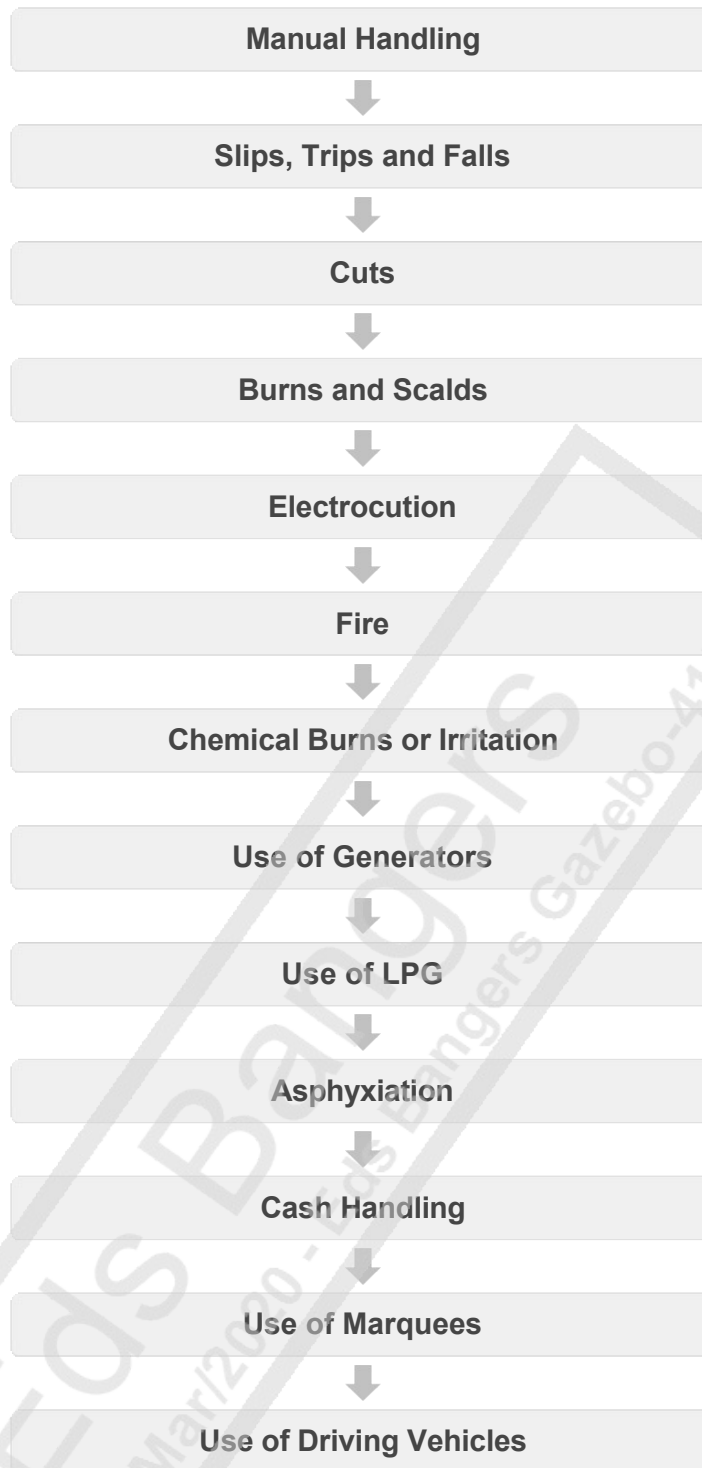 Manual Handling
Slips, Trips and Falls
Cuts
Burns and Scalds
Electrocution
Fire
Chemical Burns or Irritation
Use of Generators
Use of LPG
Asphyxiation
Cash Handling
Use of Marquees
Use of Driving Vehicles
Eds Bangers
Mar/2020 - Eds Bangers Gazebo-41